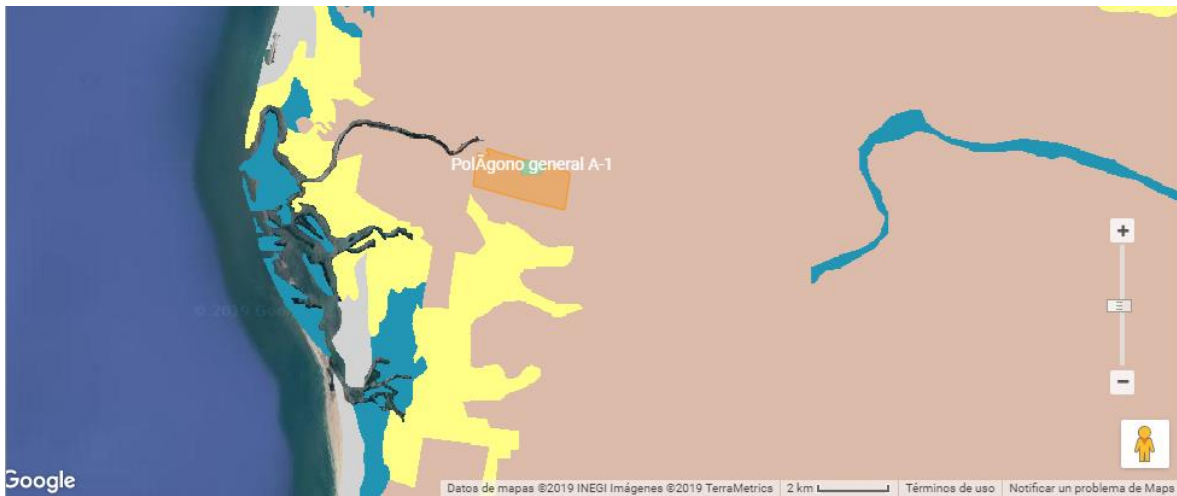 PolÃgono general A-1
© 2019 Google
+
−
Google
Datos de mapas ©2019 INEGI Imágenes ©2019 TerraMetrics
2 km
Términos de uso
Notificar un problema de Maps